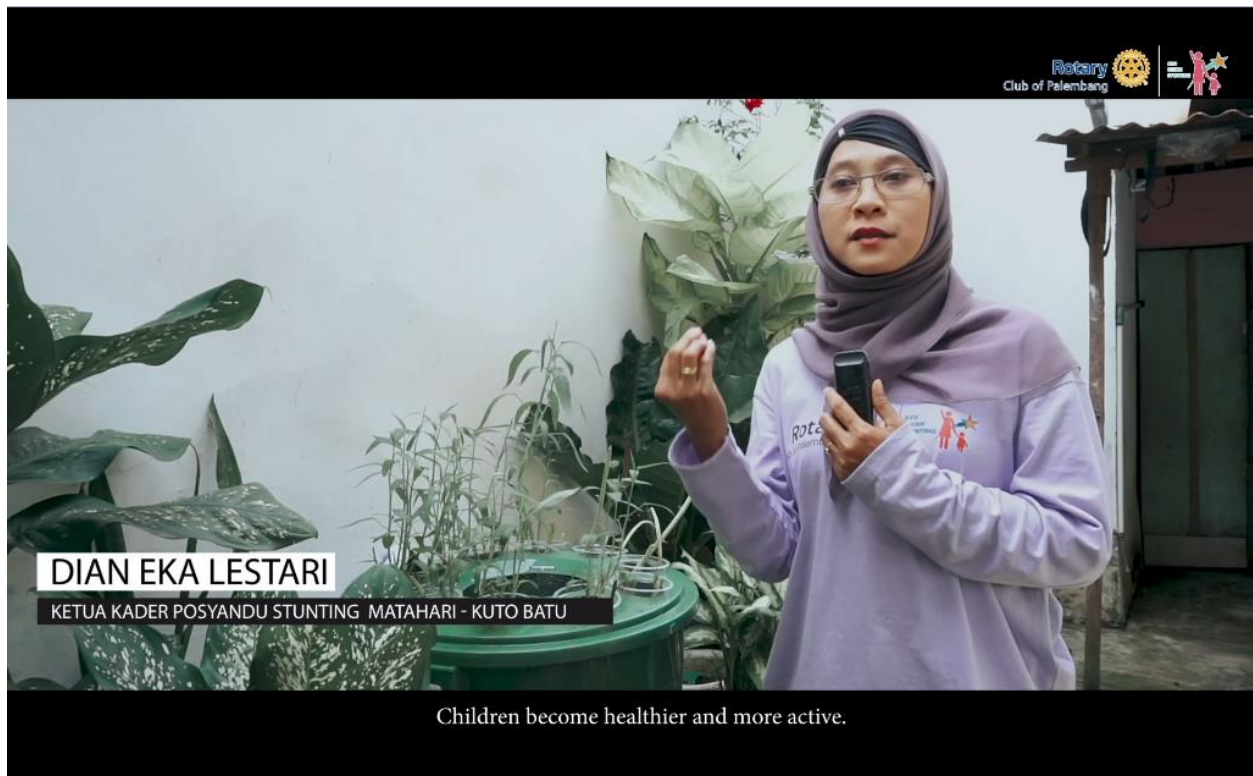 Rotary
Club of Palembang
DIAN EKA LESTARI
KETUA KADER POSYANDU STUNTING MATAHARI - KUTO BATU
Children become healthier and more active.